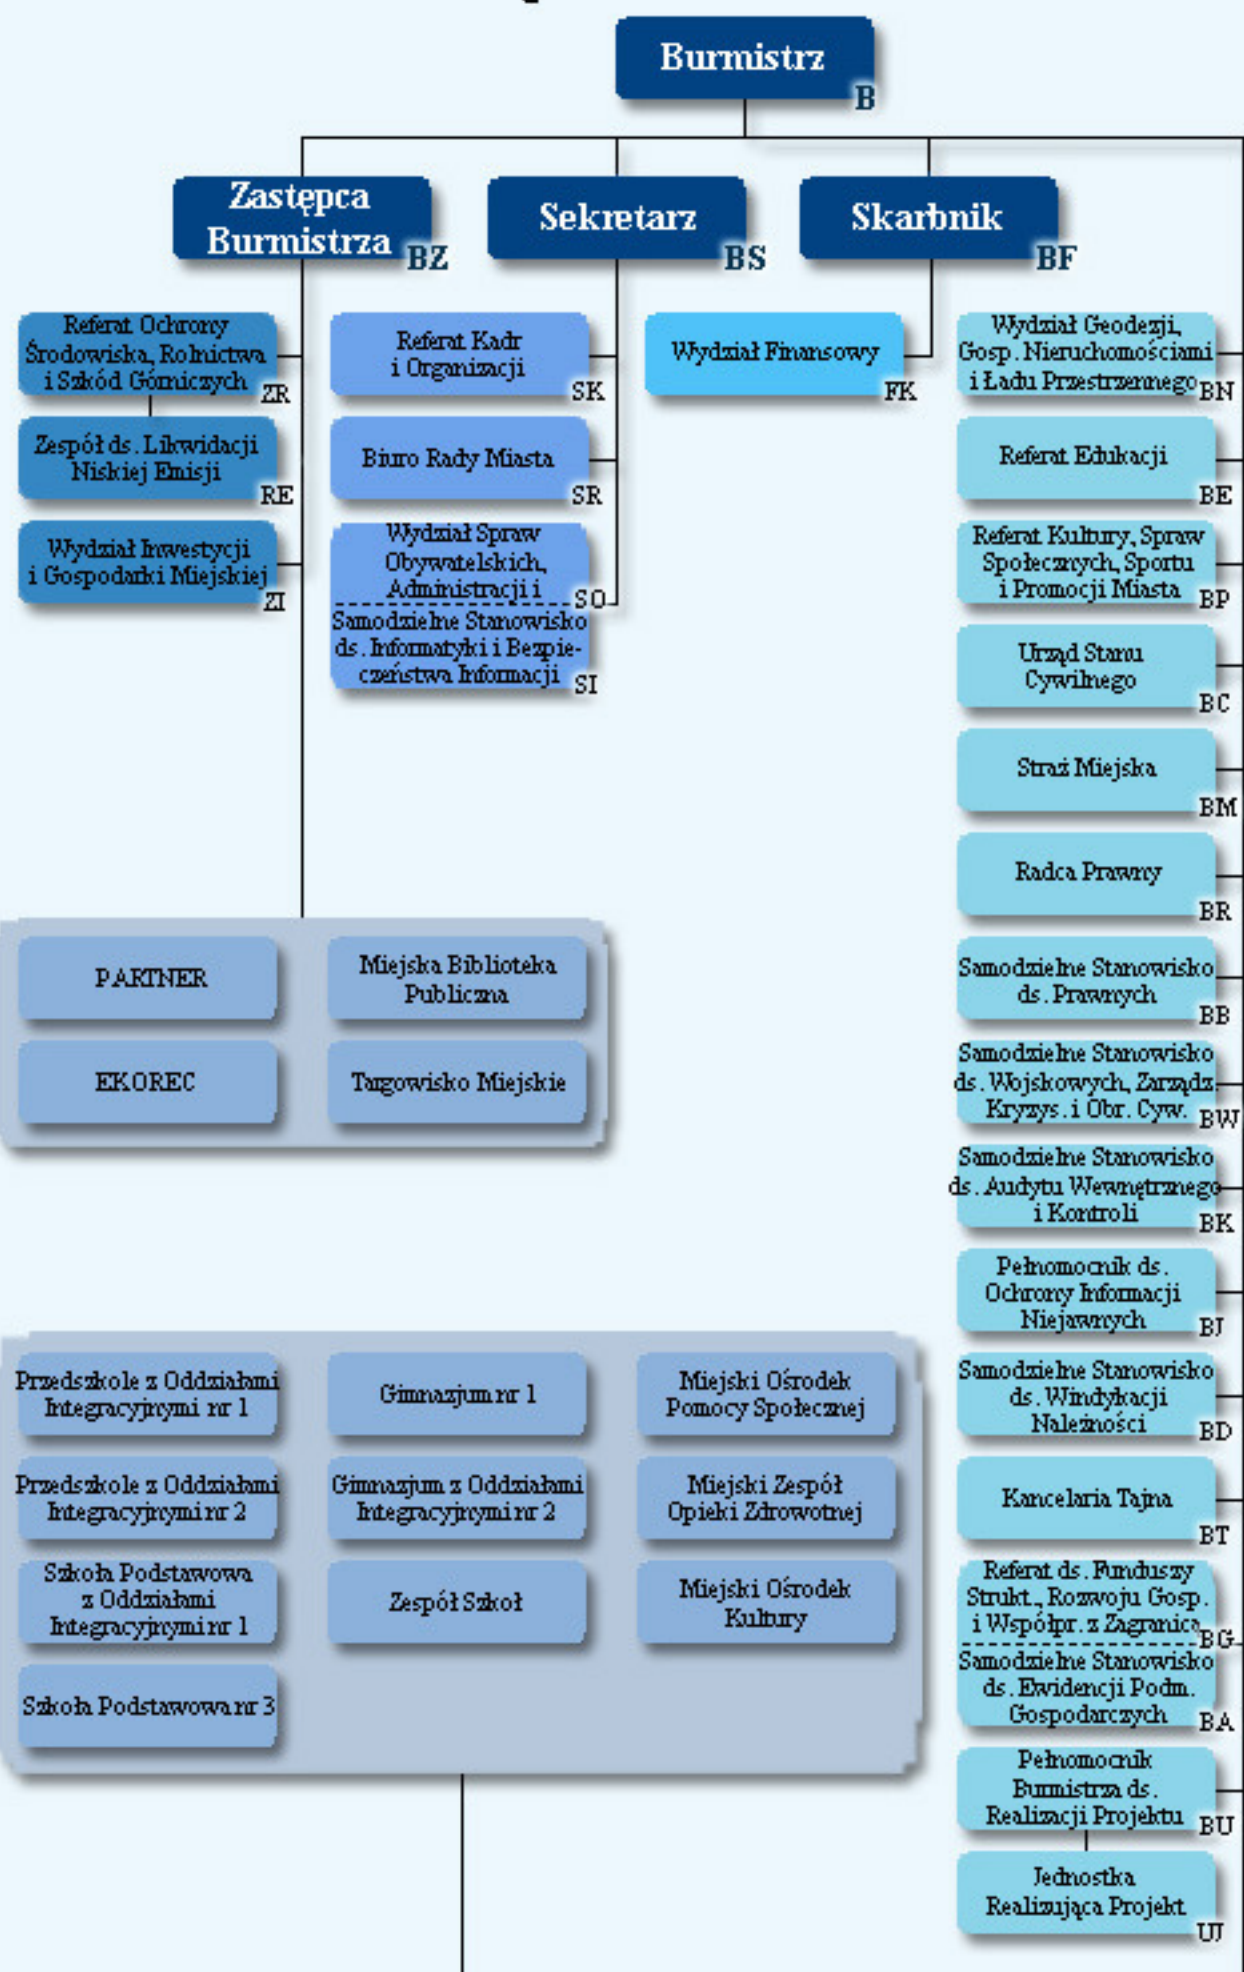 Burmistrz
B
Zastępca
Burmistrza
BZ
Sekretarz
BS
Skarbnik
BF
Referat Ochrony
Środowiska, Rolnictwa
i Szkód Górniczych
ZR
Zespół ds. Likwidacji
Niskiej Emisji
RE
Wydział Inwestycji
i Gospodarki Miejskiej
ZI
Referat Kadr
i Organizacji
SK
Biuro Rady Miasta
SR
Wydział Spraw
Obywatelskich,
Administracji i
SO
Samodzielne Stanowisko
ds. Informatyki i Bezpie-
czeństwa Informacji
SI
Wydział Finansowy
FK
Wydział Geodezji,
Gosp. Nieruchomościami
i Ładu Przestrzennego
BN
Referat Edukacji
BE
Referat Kultury, Spraw
Społecznych, Sportu
i Promocji Miasta
BP
Urząd Stanu
Cywilnego
BC
Straż Miejska
BM
Radca Prawny
BR
Samodzielne Stanowisko
ds. Prawnych
BB
Samodzielne Stanowisko
ds. Wojskowych, Zarządz.
Kryzys. i Obr. Cyw.
BW
Samodzielne Stanowisko
ds. Audytu Wewnętrznego
i Kontroli
BK
Pełnomocnik ds.
Ochrony Informacji
Niejawnych
BJ
Samodzielne Stanowisko
ds. Windykacji
Należności
BD
Kancelaria Tajna
BT
Referat ds. Funduszy
Strukt., Rozwoju Gosp.
i Współpr. z Zagranicą
BG
Samodzielne Stanowisko
ds. Ewidencji Podm.
Gospodarczych
BA
Pełnomocnik
Burmistrza ds.
Realizacji Projektu
BU
Jednostka
Realizująca Projekt
UJ
PARTNER
Miejska Biblioteka
Publiczna
EKOREC
Targowisko Miejskie
Przedszkole z Oddziałami
Integracyjnymi nr 1
Gimnazjum nr 1
Miejski Ośrodek
Pomocy Społecznej
Przedszkole z Oddziałami
Integracyjnymi nr 2
Gimnazjum z Oddziałami
Integracyjnymi nr 2
Miejski Zespół
Opieki Zdrowotnej
Szkoła Podstawowa
z Oddziałami
Integracyjnymi nr 1
Zespół Szkoł
Miejski Ośrodek
Kultury
Szkoła Podstawowa nr 3